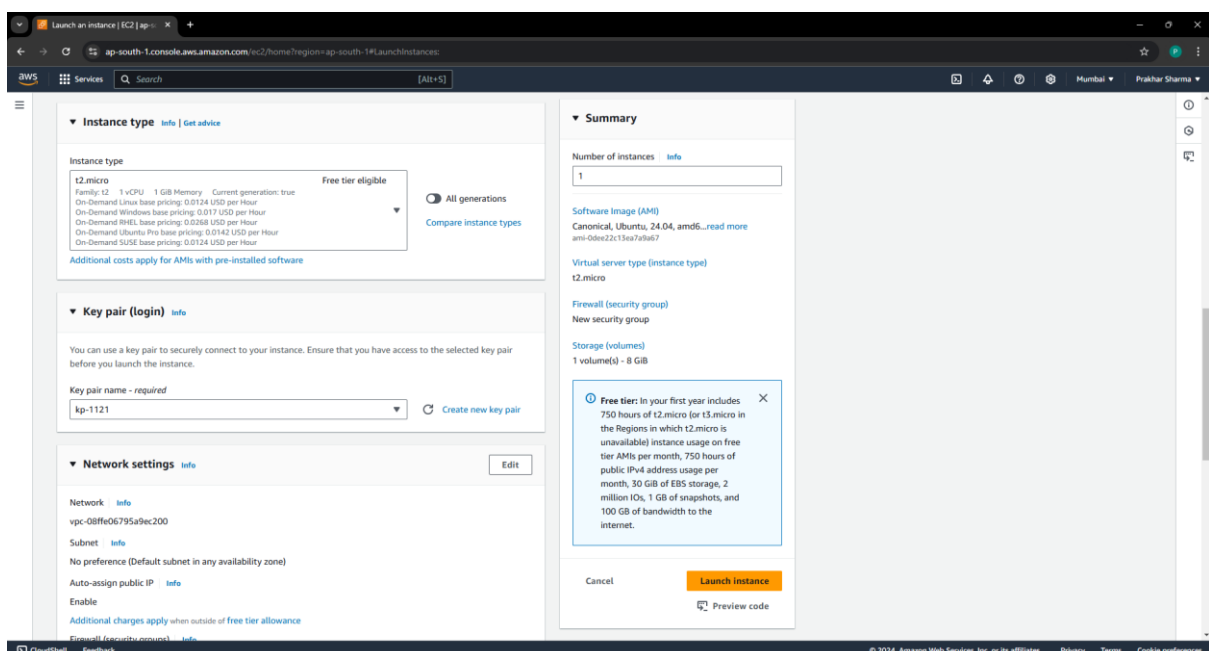 Launch an instance | EC2 | ap-s
ap-south-1.console.aws.amazon.com/ec2/home?region=ap-south-1#LaunchInstances:
P
aws
Services
Search
[Alt+S]
Mumbai
Prakhar Sharma
Instance type Info | Get advice
Instance type
t2.micro Free tier eligible
Family: t2 1 vCPU 1 GiB Memory Current generation: true
On-Demand Linux base pricing: 0.0124 USD per Hour
On-Demand Windows base pricing: 0.017 USD per Hour
On-Demand RHEL base pricing: 0.0268 USD per Hour
On-Demand Ubuntu Pro base pricing: 0.0142 USD per Hour
On-Demand SUSE base pricing: 0.0124 USD per Hour
All generations
Compare instance types
Additional costs apply for AMIs with pre-installed software
Key pair (login) Info
You can use a key pair to securely connect to your instance. Ensure that you have access to the selected key pair
before you launch the instance.
Key pair name - required
kp-1121
Create new key pair
Network settings Info
Edit
Network Info
vpc-08ffe06795a9ec200
Subnet Info
No preference (Default subnet in any availability zone)
Auto-assign public IP Info
Enable
Additional charges apply when outside of free tier allowance
Firewall (security groups) Info
Summary
Number of instances Info
1
Software Image (AMI)
Canonical, Ubuntu, 24.04, amd6...read more
ami-0dee22c13ea7a9a67
Virtual server type (instance type)
t2.micro
Firewall (security group)
New security group
Storage (volumes)
1 volume(s) - 8 GiB
Free tier: In your first year includes
750 hours of t2.micro (or t3.micro in
the Regions in which t2.micro is
unavailable) instance usage on free
tier AMIs per month, 750 hours of
public IPv4 address usage per
month, 30 GiB of EBS storage, 2
million IOs, 1 GB of snapshots, and
100 GB of bandwidth to the
internet.
Cancel
Launch instance
Preview code
CloudShell Feedback
© 2024, Amazon Web Services, Inc. or its affiliates. Privacy Terms Cookie preferences